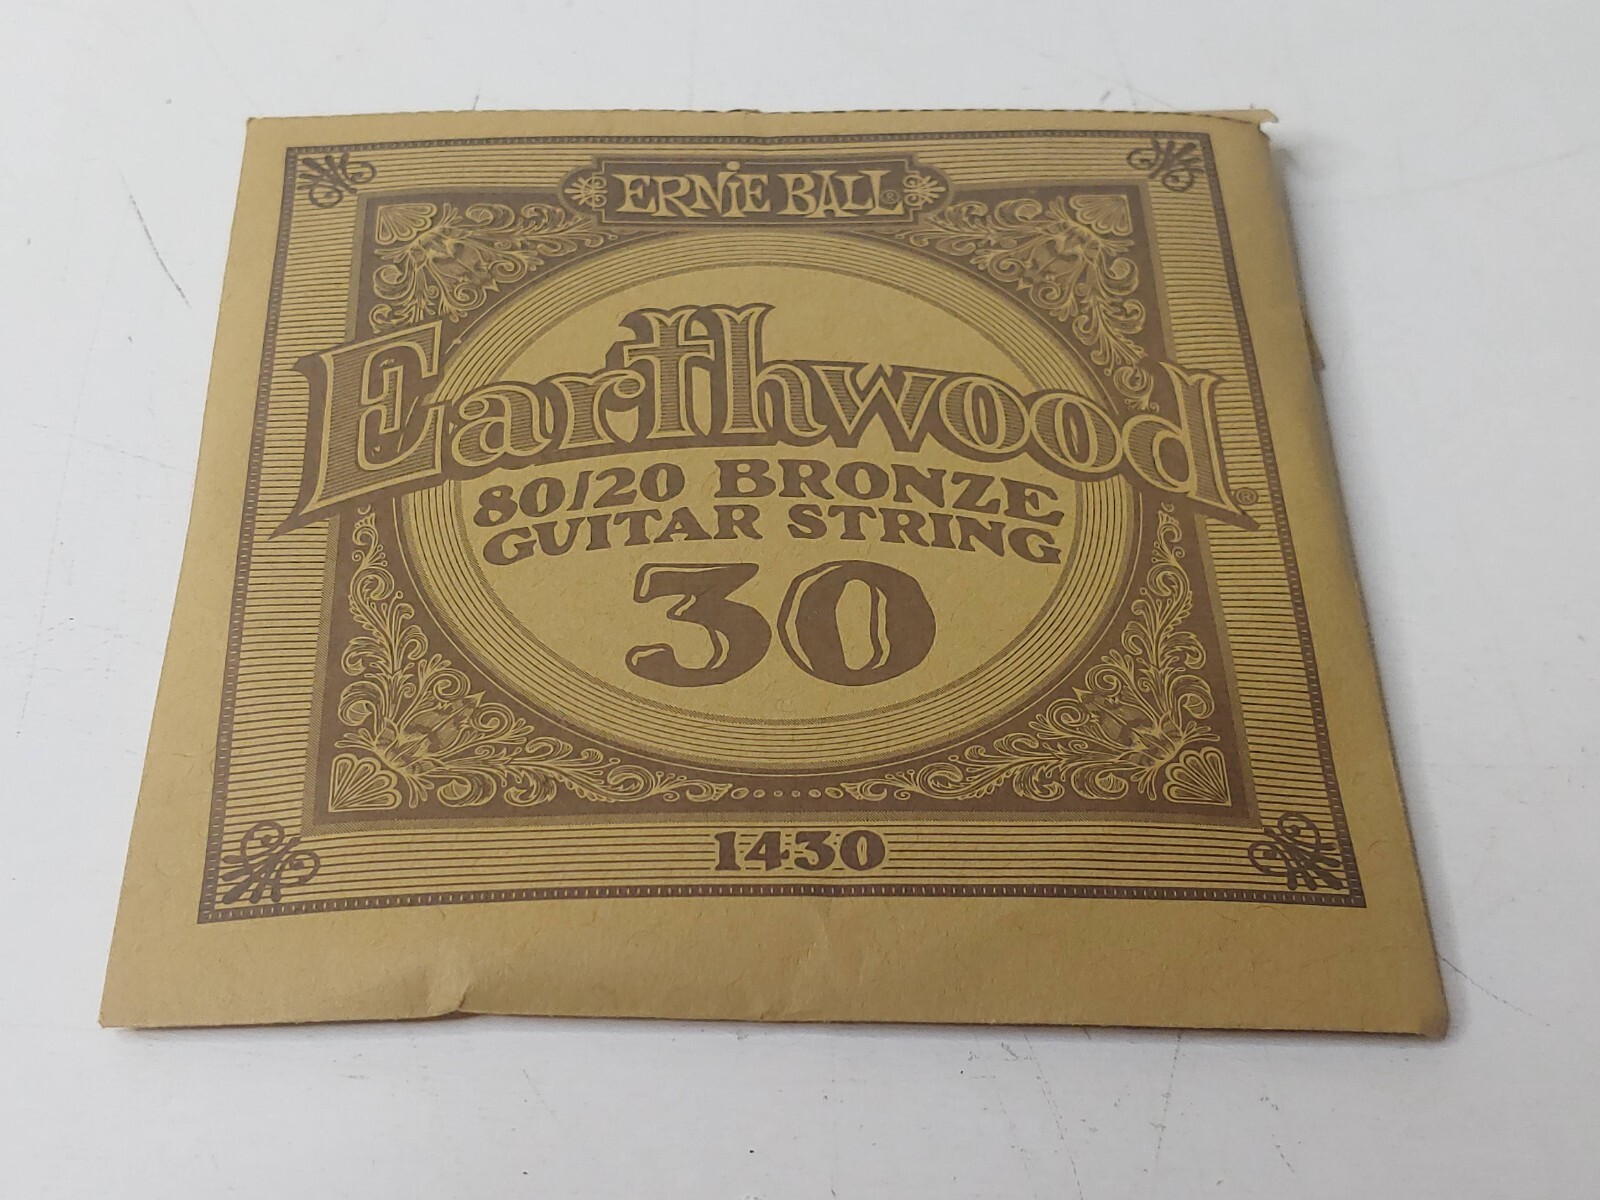 ERNIE BALL®
Earthwood®
80/20 BRONZE
GUITAR STRING
30
1430